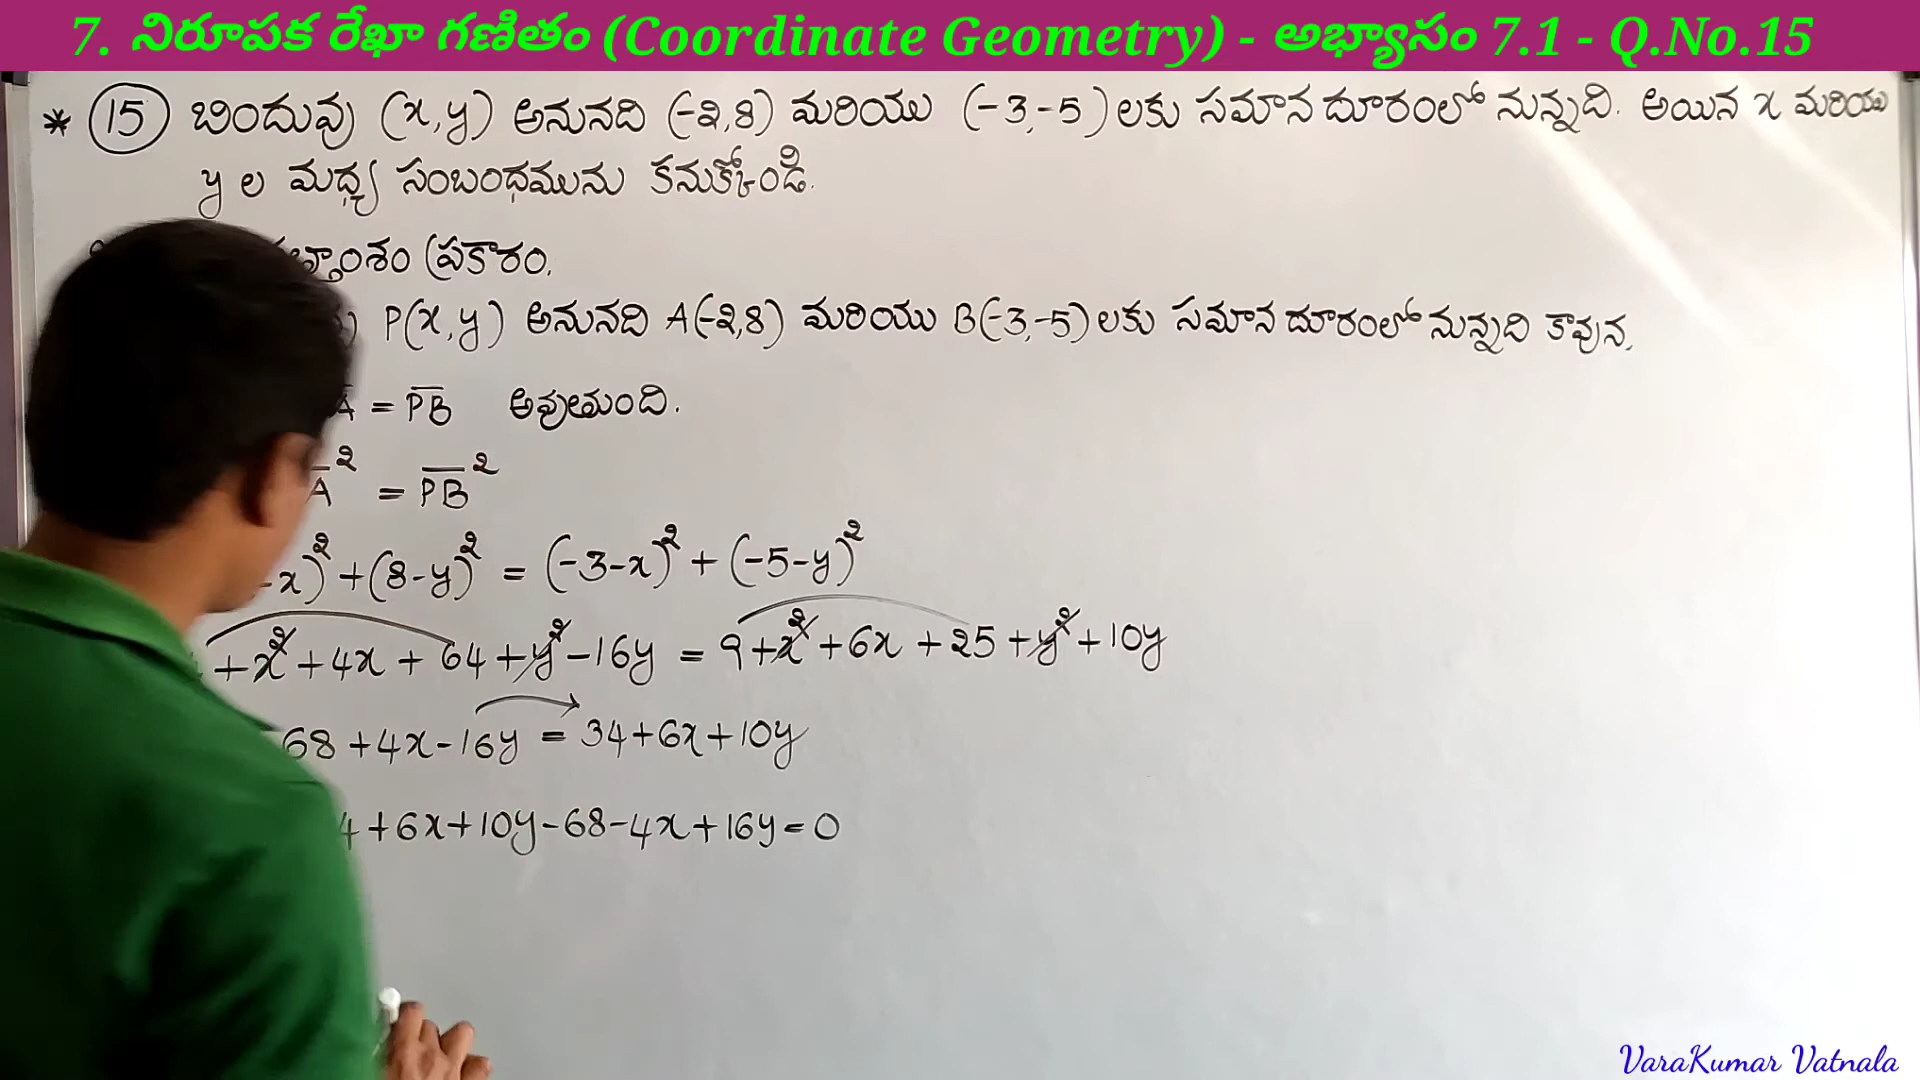 7. నిరూపక రేఖా గణితం (Coordinate Geometry) - అభ్యాసం 7.1 - Q.No.15
* 15 బిందువు (x,y) అనునది (-2,8) మరియు (-3,-5) లకు సమాన దూరంలో నున్నది. అయిన x మరియు
y ల మధ్య సంబంధమును కనుక్కోండి.
ప్రకారం,
P(x,y) అనునది A(-2,8) మరియు B(-3,-5) లకు సమాన దూరంలో నున్నది కావున,
A = PB అవుతుంది.
A² = PB²
-x)² + (8-y)² = (-3-x)² + (-5-y)²
+x² + 4x + 64 + y² - 16y = 9 + x² + 6x + 25 + y² + 10y
68 + 4x - 16y = 34 + 6x + 10y
4 + 6x + 10y - 68 - 4x + 16y = 0
VaraKumar Vatnala